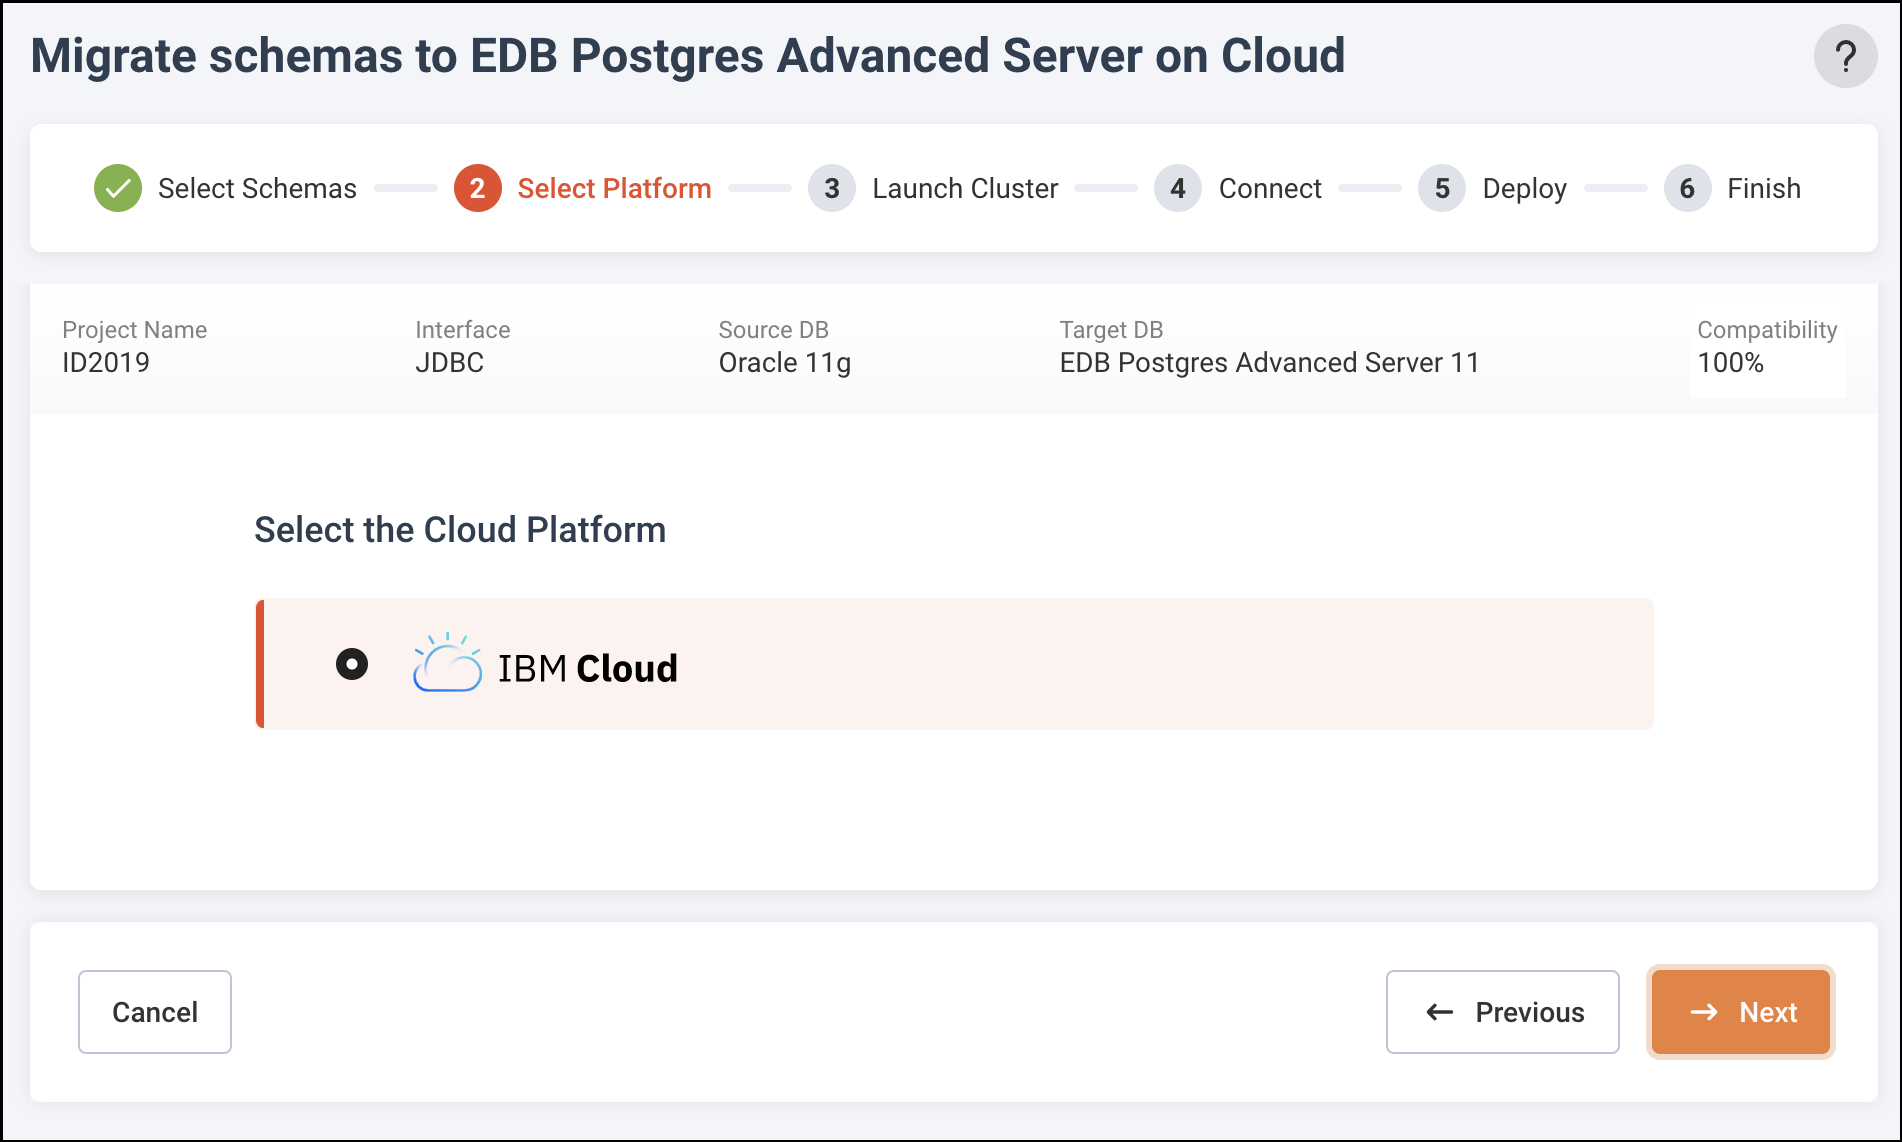 Migrate schemas to EDB Postgres Advanced Server on Cloud
?
Select Schemas 2 Select Platform 3 Launch Cluster 4 Connect 5 Deploy 6 Finish
Project Name Interface Source DB Target DB Compatibility
ID2019 JDBC Oracle 11g EDB Postgres Advanced Server 11 100%
Select the Cloud Platform
IBM Cloud
Cancel Previous Next